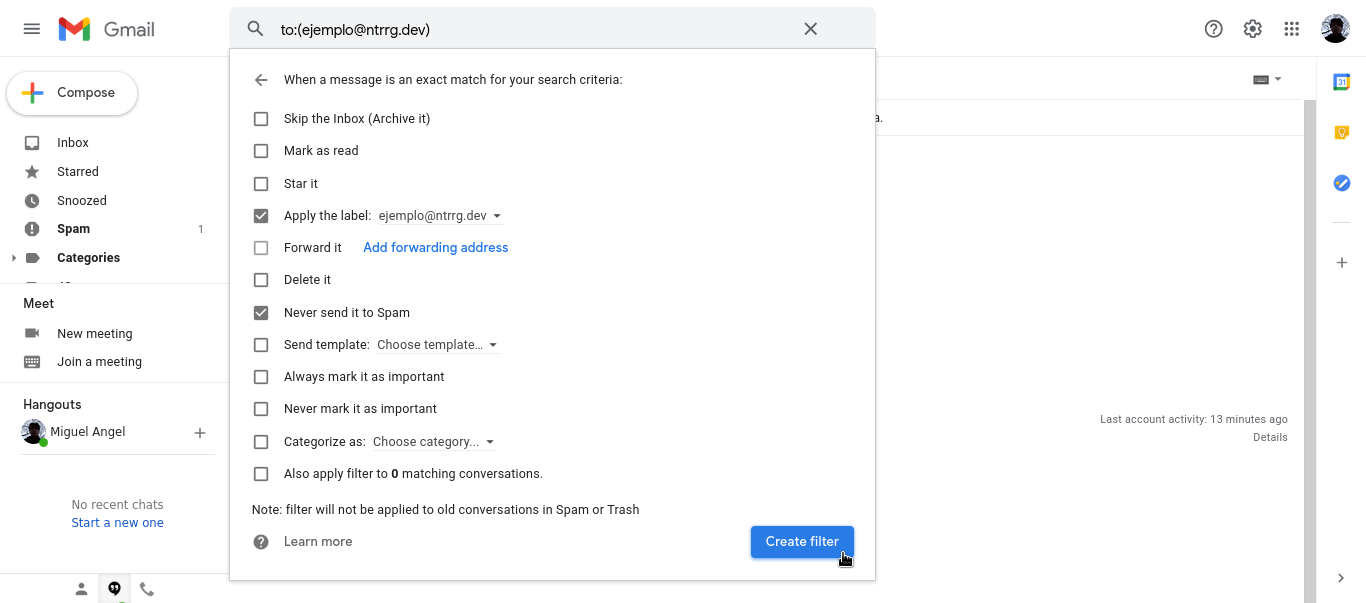 Gmail
to:(ejemplo@ntrrg.dev)
Compose
When a message is an exact match for your search criteria:
31
Skip the Inbox (Archive it)
a.
Inbox
Mark as read
Starred
Star it
Snoozed
Apply the label: ejemplo@ntrrg.dev
Spam 1
Forward it Add forwarding address
Categories
Delete it
Meet
Never send it to Spam
New meeting
Send template: Choose template...
Join a meeting
Always mark it as important
Hangouts
Never mark it as important
Last account activity: 13 minutes ago
Miguel Angel
Categorize as: Choose category...
Details
Also apply filter to 0 matching conversations.
No recent chats
Note: filter will not be applied to old conversations in Spam or Trash
Start a new one
Learn more
Create filter